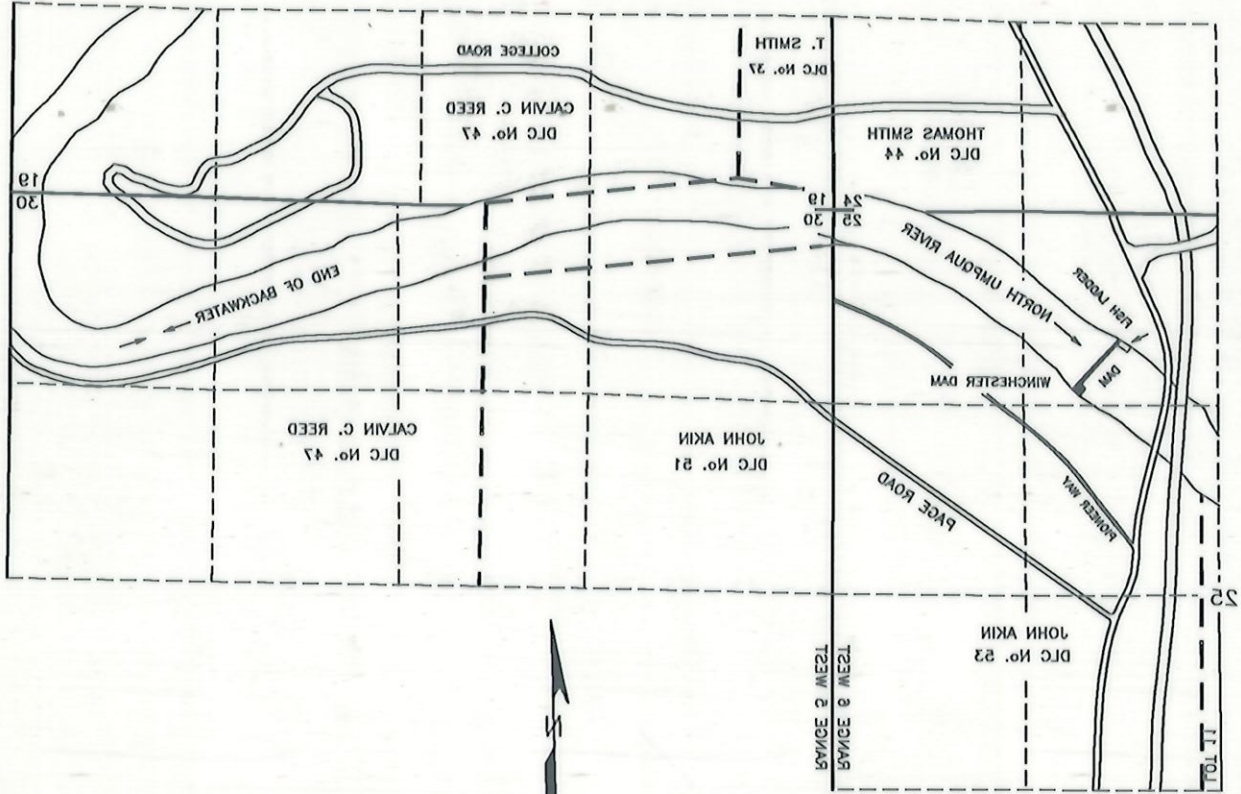 T. SMITH
DLC No. 37
COLLEGE ROAD
CALVIN C. REED
DLC No. 47
THOMAS SMITH
DLC No. 44
19
30
24
19
25
30
NORTH UMPQUA RIVER
FISH LADDER
END OF BACKWATER
DAM
WINCHESTER DAM
CALVIN C. REED
DLC No. 47
JOHN AKIN
DLC No. 51
PAGE ROAD
PIONEER WAY
25
JOHN AKIN
DLC No. 53
RANGE 5 WEST
RANGE 6 WEST
N
LOT 11